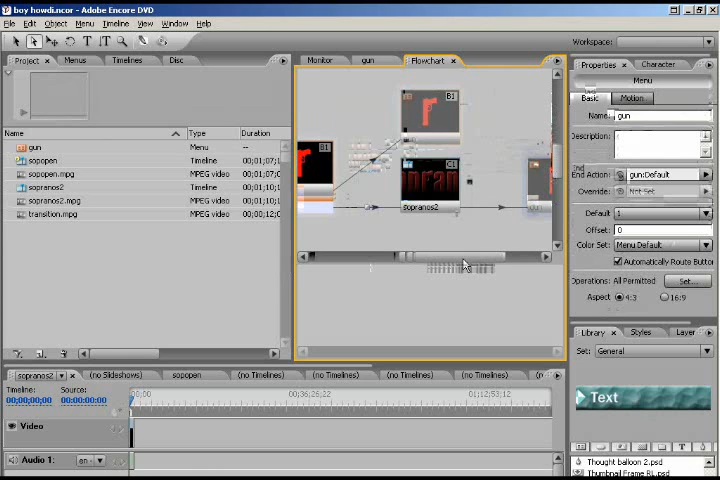 boy howdi.ncor - Adobe Encore DVD
File Edit Object Menu Timeline View Window Help
Workspace:
Project Menus Timelines Disc
Monitor gun Flowchart
Properties Character
Menu
Basic Motion
Name: gun
Description:
End Action: gun:Default
Override: Not Set
Default 1
Offset: 0
Color Set: Menu Default
Automatically Route Button
Operations: All Permitted Set...
Aspect 4:3 16:9
Name Type Duration
gun Menu --
sopopen Timeline 00;01;07;1
sopopen.mpg MPEG video 00;01;07;1
sopranos2 Timeline 00;01;10;1
sopranos2.mpg MPEG video 00;01;10;1
transition.mpg MPEG video 00;00;12;0
B1
B1
C1
sopranos2
Library Styles Layer
Set: General
Text
Thought balloon 2.psd
Thumbnail Frame RL.psd
sopranos2 (no Slideshows) sopopen (no Timelines) (no Timelines) (no Timelines) (no Timelines)
Timeline: Source:
00;00;00;00 00:00:00:00
00;00 00;36;26;22 01;12;53;12
Video
Audio 1: en